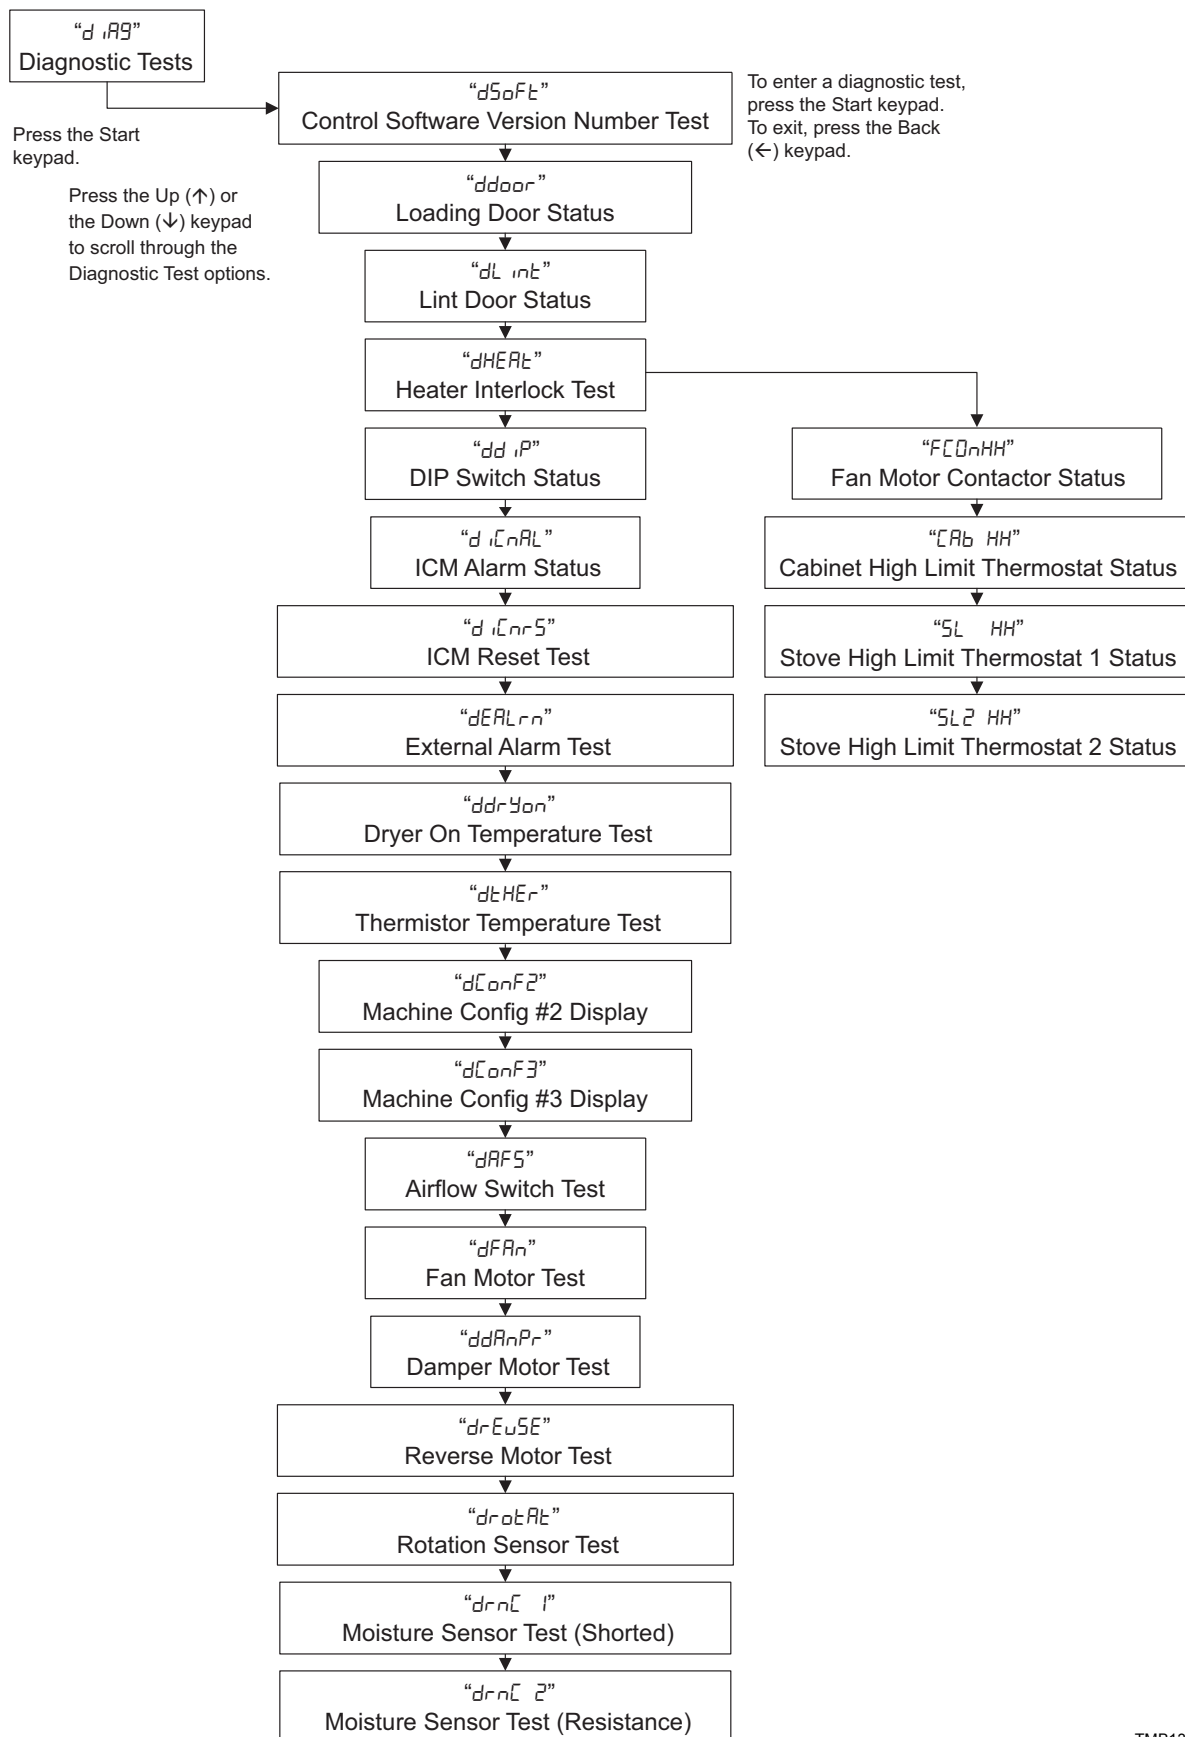 “d iAg”
Diagnostic Tests
Press the Start
keypad.
Press the Up (↑) or
the Down (↓) keypad
to scroll through the
Diagnostic Test options.
“dSoFt”
Control Software Version Number Test
To enter a diagnostic test,
press the Start keypad.
To exit, press the Back
(←) keypad.
“ddoor”
Loading Door Status
“dL int”
Lint Door Status
“dHEAt”
Heater Interlock Test
“dd iP”
DIP Switch Status
“d iCnAL”
ICM Alarm Status
“d iCnrS”
ICM Reset Test
“dEALrn”
External Alarm Test
“ddrYon”
Dryer On Temperature Test
“dtHEr”
Thermistor Temperature Test
“dConF2”
Machine Config #2 Display
“dConF3”
Machine Config #3 Display
“dAFS”
Airflow Switch Test
“dFAn”
Fan Motor Test
“ddAnPr”
Damper Motor Test
“drEuSE”
Reverse Motor Test
“drotAt”
Rotation Sensor Test
“drnC 1”
Moisture Sensor Test (Shorted)
“drnC 2”
Moisture Sensor Test (Resistance)
“FC0nHH”
Fan Motor Contactor Status
“CAb HH”
Cabinet High Limit Thermostat Status
“SL HH”
Stove High Limit Thermostat 1 Status
“SL2 HH”
Stove High Limit Thermostat 2 Status